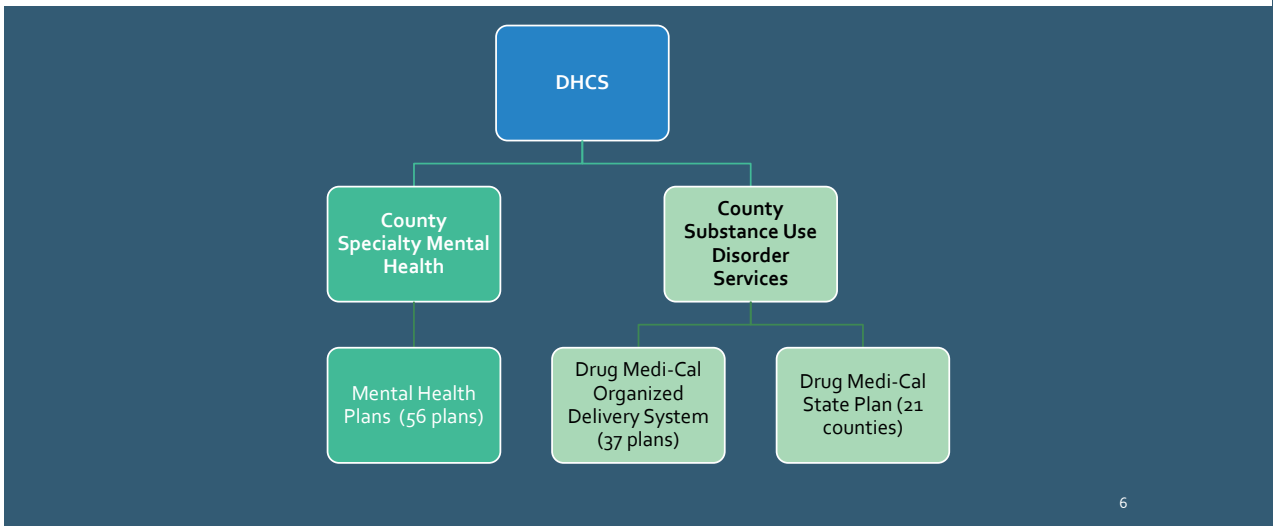 DHCS
County
Specialty Mental
Health
County
Substance Use
Disorder
Services
Mental Health
Plans  (56 plans)
Drug Medi-Cal
Organized
Delivery System
(37 plans)
Drug Medi-Cal
State Plan (21
counties)
6